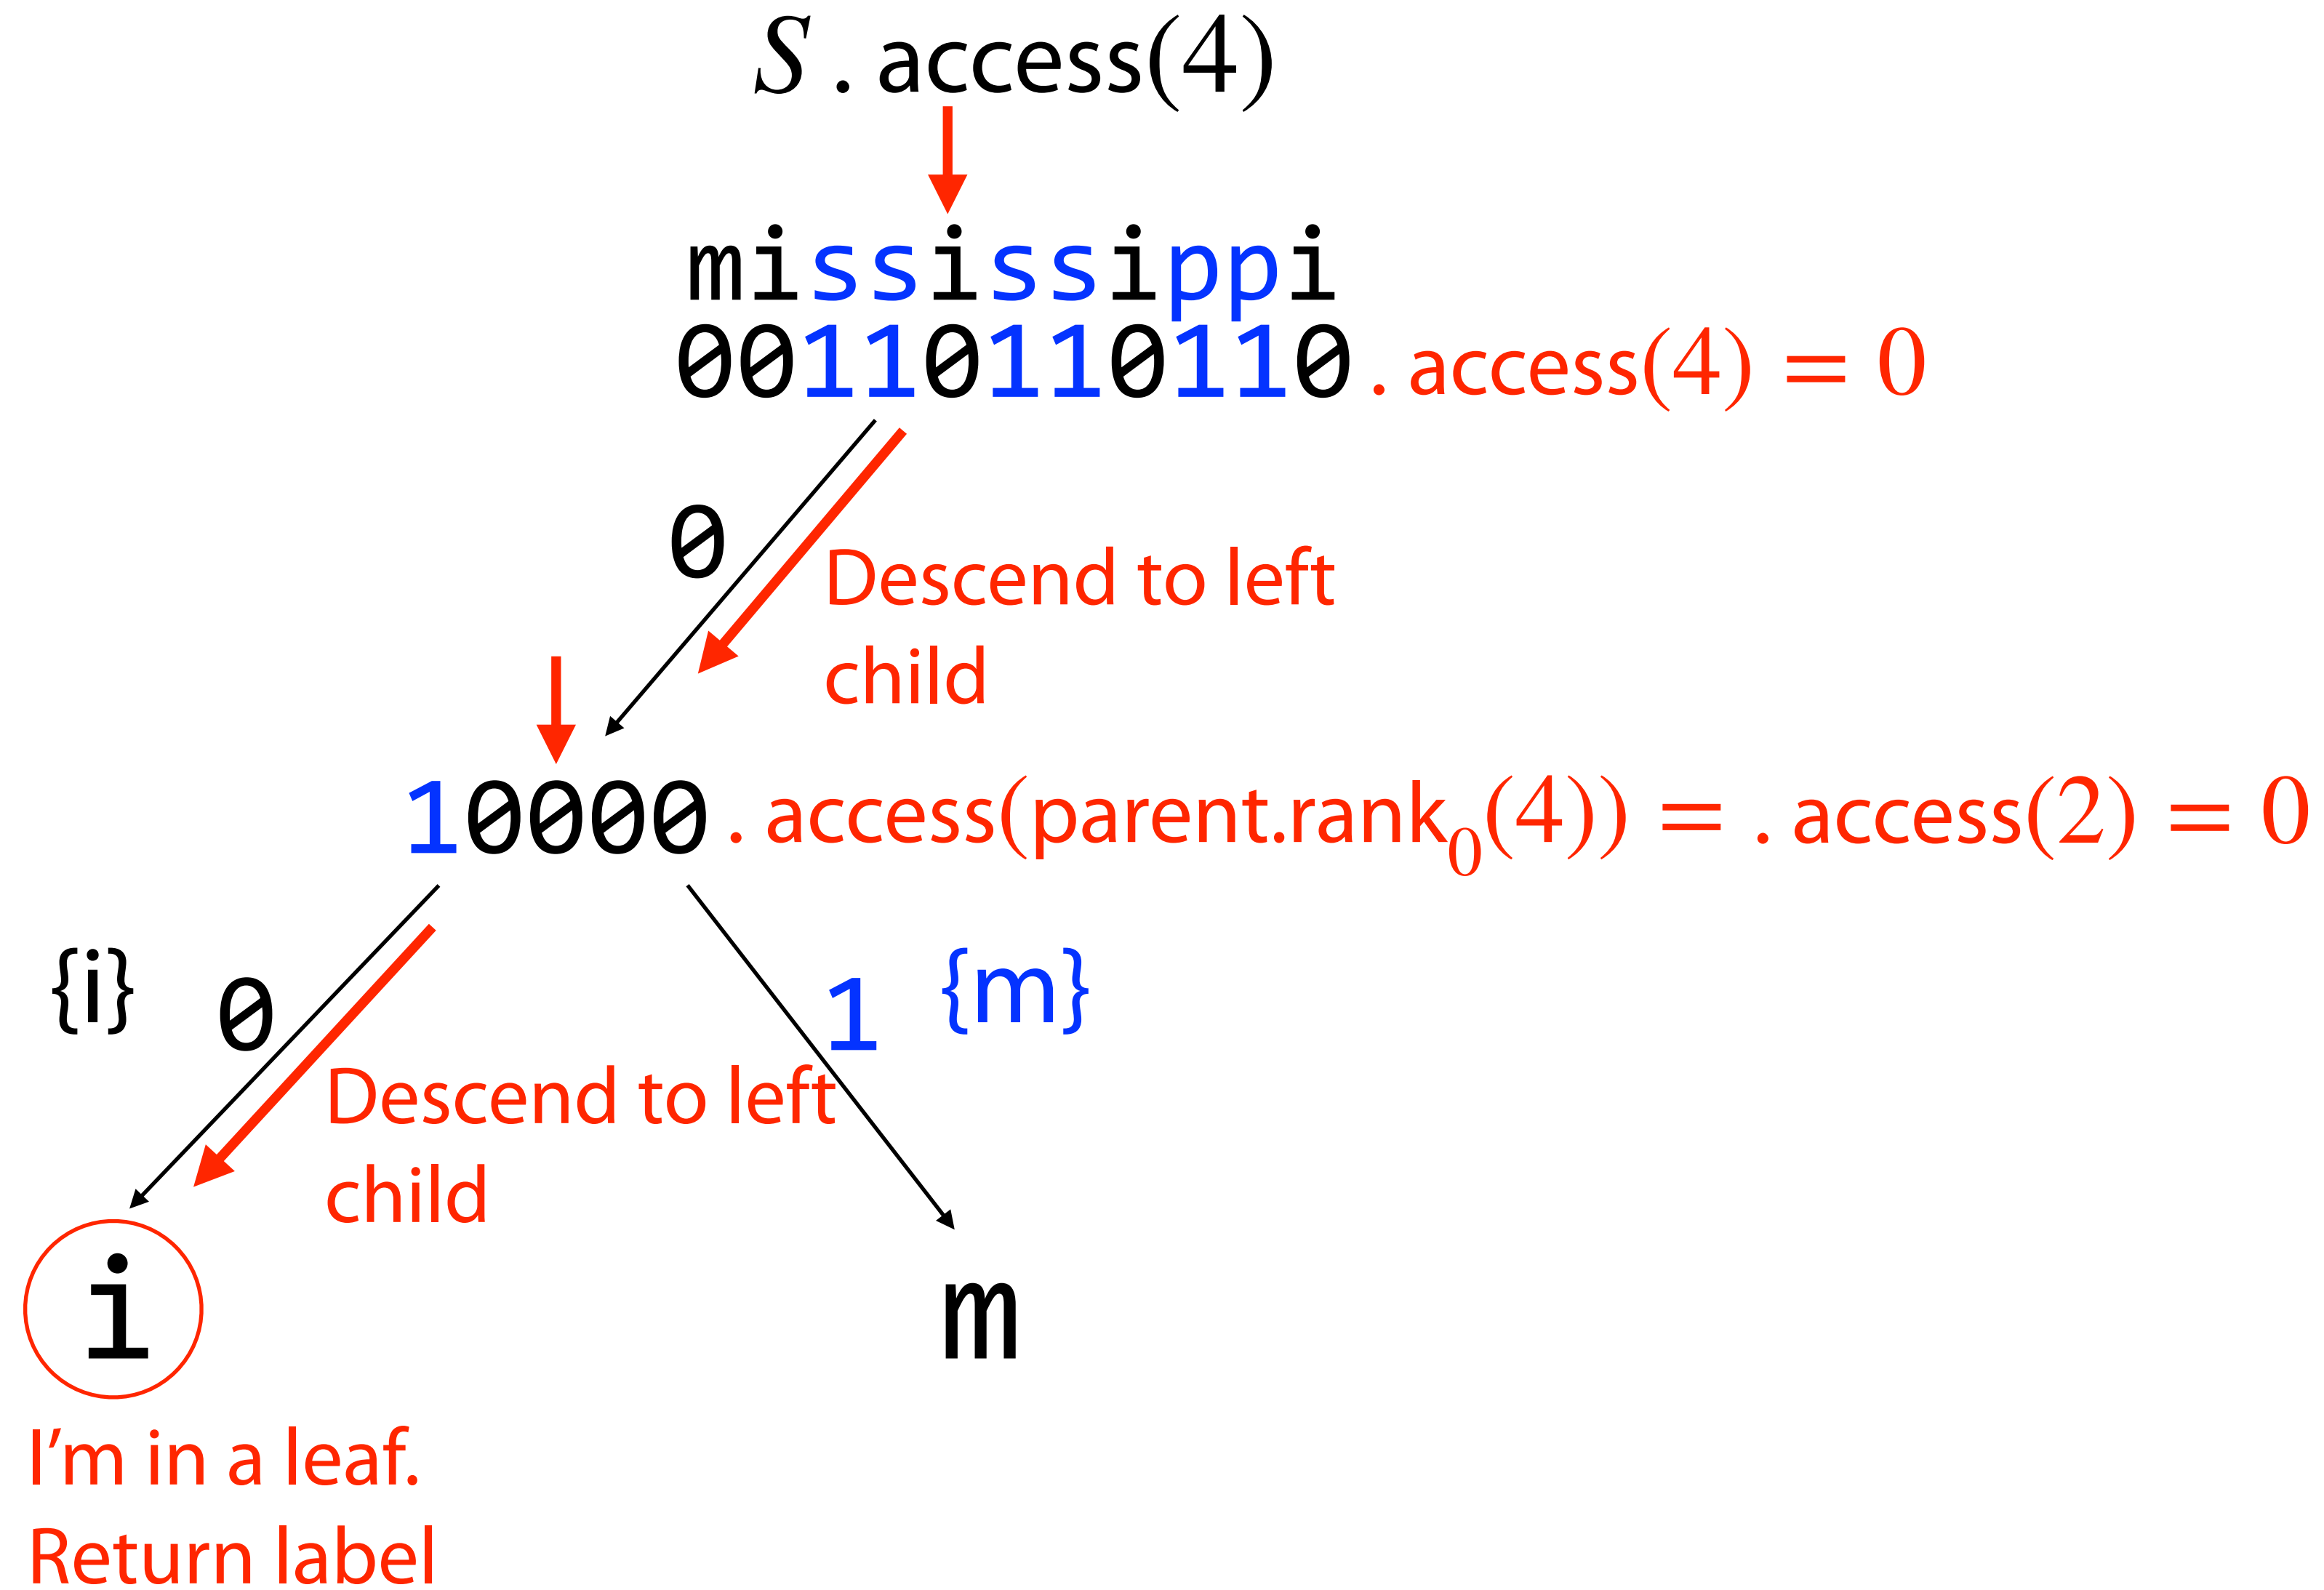 S.access(4)
mississippi
00110110110.access(4) = 0
0
Descend to left
child
10000.access(parent.rank₀(4)) = .access(2) = 0
{i}
0
1
{m}
Descend to left
child
i
m
I'm in a leaf.
Return label